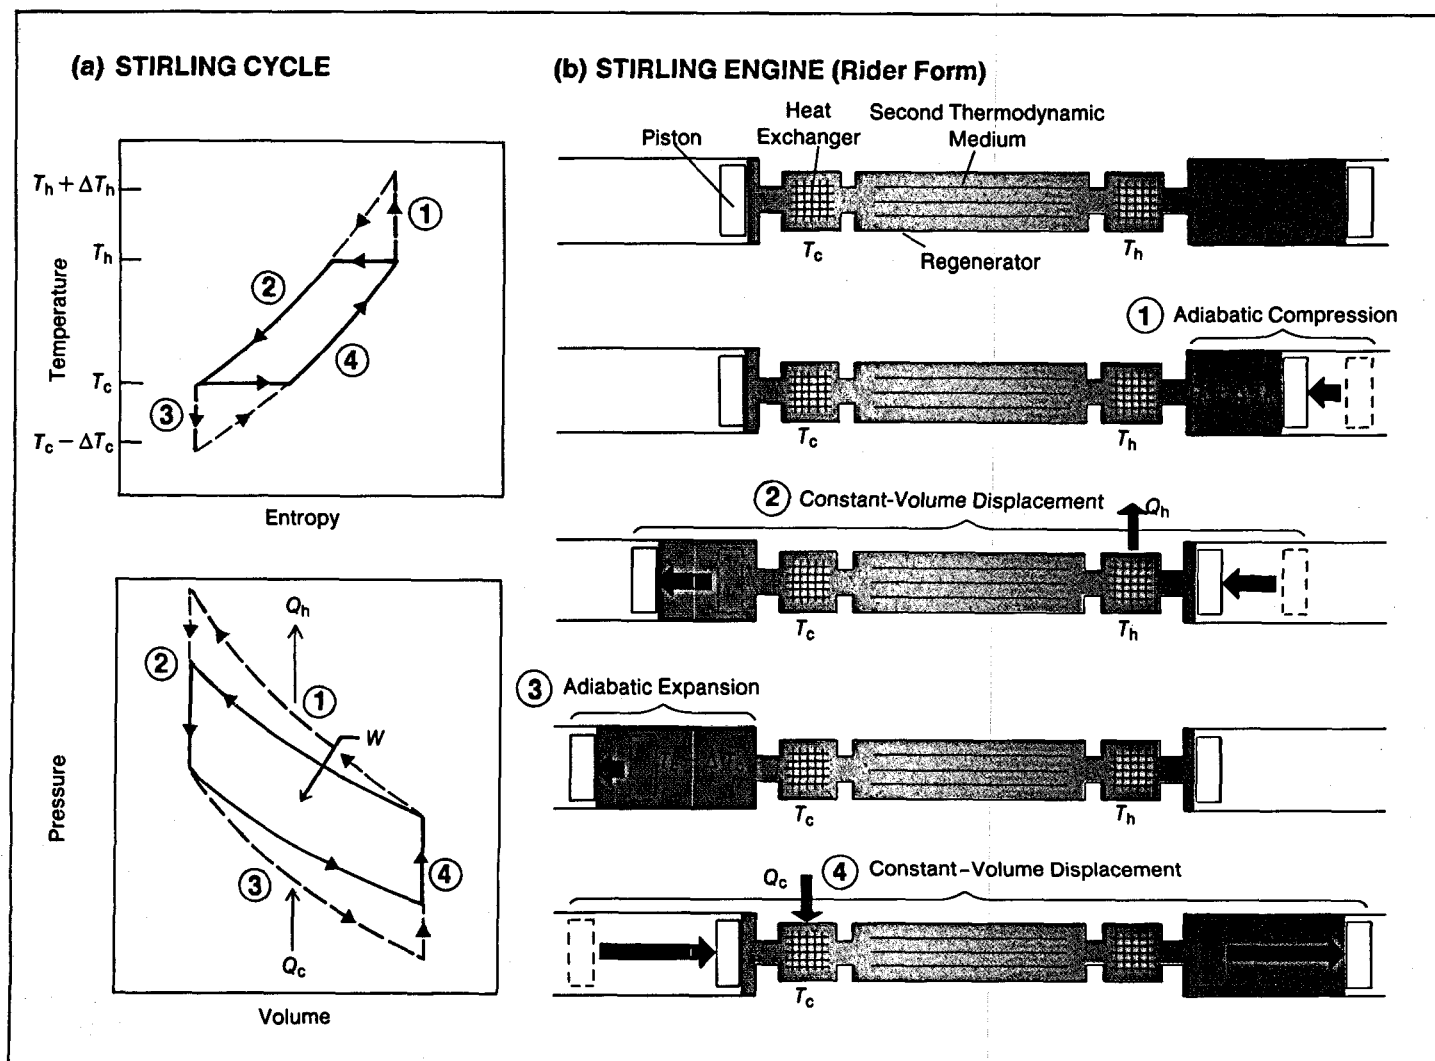 (a) STIRLING CYCLE
Th + ΔTh
Th
Tc
Tc − ΔTc
Temperature
1
2
3
4
Entropy
Qh
2
1
W
3
4
Qc
Pressure
Volume
(b) STIRLING ENGINE (Rider Form)
Piston
Heat
Exchanger
Second Thermodynamic
Medium
Tc
Regenerator
Th
1 Adiabatic Compression
Tc
Th
2 Constant-Volume Displacement
Qh
Tc
Th
3 Adiabatic Expansion
Tc
Th
Qc
4 Constant–Volume Displacement
Tc